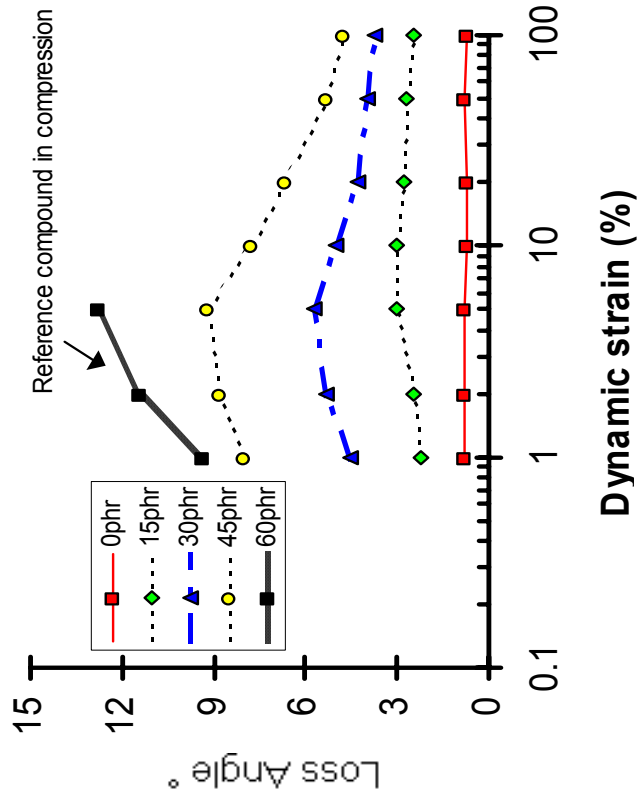 Reference compound in compression
0phr
15phr
30phr
45phr
60phr
15
12
9
6
3
0
Loss Angle °
0.1
1
10
100
Dynamic strain (%)